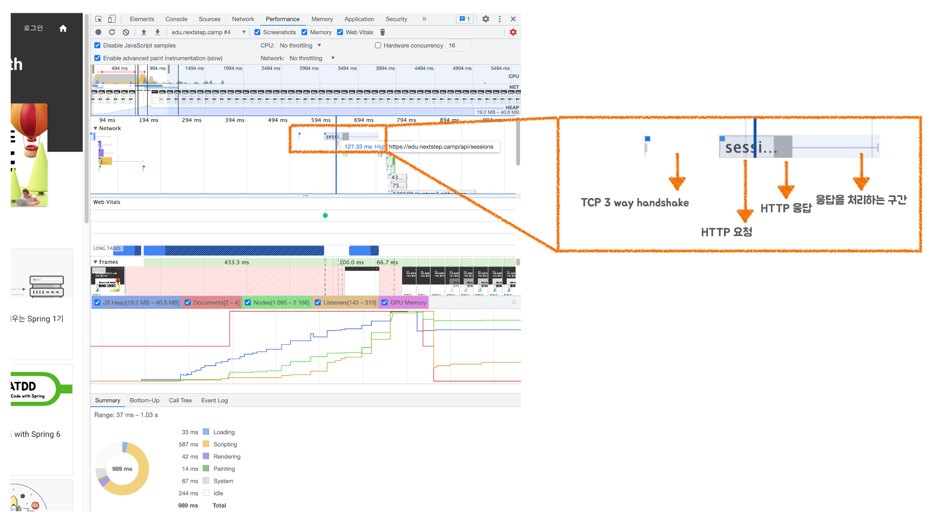 로그인
th
Elements Console Sources Network Performance Memory Application Security » 1
edu.nextstep.camp #4 Screenshots Memory Web Vitals
Disable JavaScript samples CPU: No throttling Hardware concurrency 16
Enable advanced paint instrumentation (slow) Network: No throttling
494 ms 994 ms 1494 ms 1994 ms 2494 ms 2994 ms 3494 ms 3994 ms 4494 ms 4994 ms 5494 ms
CPU
NET
HEAP
19.2 MB – 40.6 MB
94 ms 194 ms 294 ms 394 ms 494 ms 594 ms 694 ms 794 ms 894 ms
Network
sessi…
127.33 ms High https://edu.nextstep.camp/api/sessions
43…
75…
Web Vitals
LONG TASKS
Frames 433.3 ms 100.0 ms 66.7 ms
JS Heap[19.2 MB – 40.6 MB] Documents[2 – 4] Nodes[1 095 – 2 166] Listeners[143 – 310] GPU Memory
Summary Bottom-Up Call Tree Event Log
Range: 37 ms – 1.03 s
33 ms Loading
587 ms Scripting
42 ms Rendering
14 ms Painting
67 ms System
244 ms Idle
989 ms Total
989 ms
우는 Spring 1기
ATDD
Code with Spring
with Spring 6
sessi...
TCP 3 way handshake
HTTP 요청
HTTP 응답
응답을 처리하는 구간